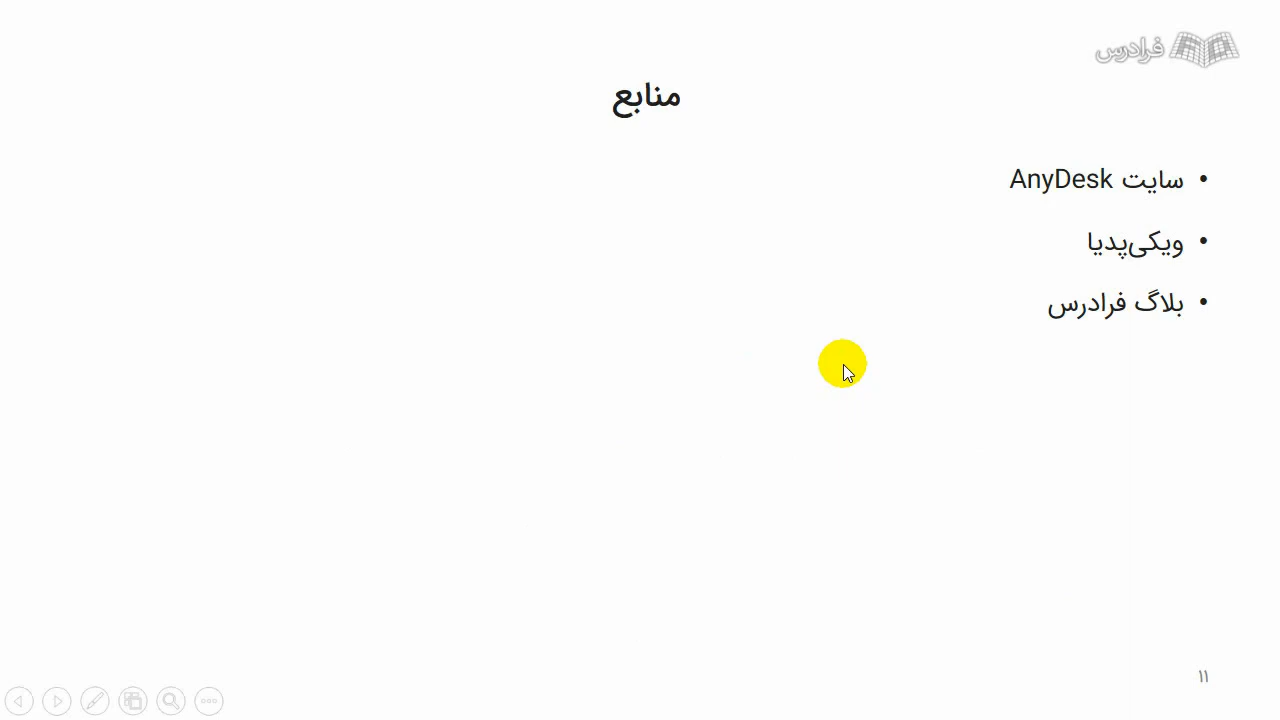 فرادرس
منابع
• سایت AnyDesk
• ویکی‌پدیا
• بلاگ فرادرس
۱۱